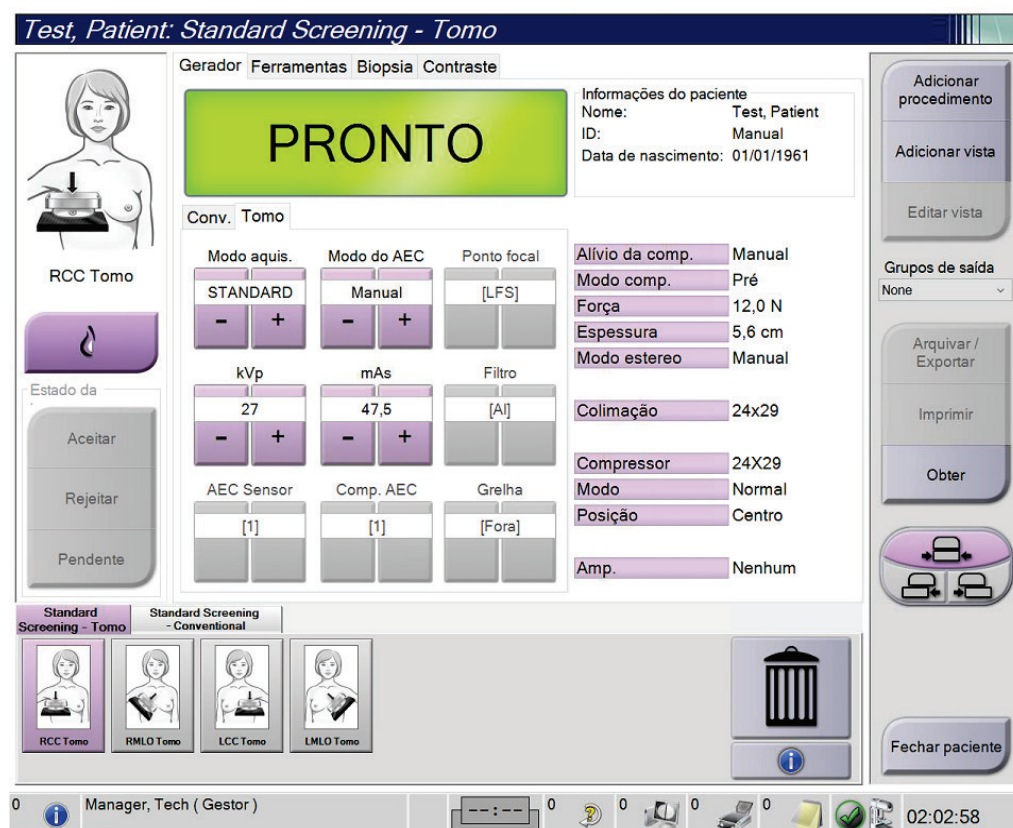 Test, Patient: Standard Screening - Tomo
Gerador Ferramentas Biopsia Contraste
PRONTO
Informações do paciente
Nome: Test, Patient
ID: Manual
Data de nascimento: 01/01/1961
RCC Tomo
Estado da
Aceitar
Rejeitar
Pendente
Conv. Tomo
Modo aquis. Modo do AEC Ponto focal
STANDARD Manual [LFS]
- + - +
kVp mAs Filtro
27 47,5 [Al]
- + - +
AEC Sensor Comp. AEC Grelha
[1] [1] [Fora]
Alívio da comp. Manual
Modo comp. Pré
Força 12,0 N
Espessura 5,6 cm
Modo estereo Manual
Colimação 24x29
Compressor 24X29
Modo Normal
Posição Centro
Amp. Nenhum
Adicionar
procedimento
Adicionar vista
Editar vista
Grupos de saída
None
Arquivar /
Exportar
Imprimir
Obter
Fechar paciente
Standard
Screening - Tomo
Standard Screening
- Conventional
RCC Tomo RMLO Tomo LCC Tomo LMLO Tomo
0 Manager, Tech ( Gestor ) --:-- 0 0 0 0 02:02:58